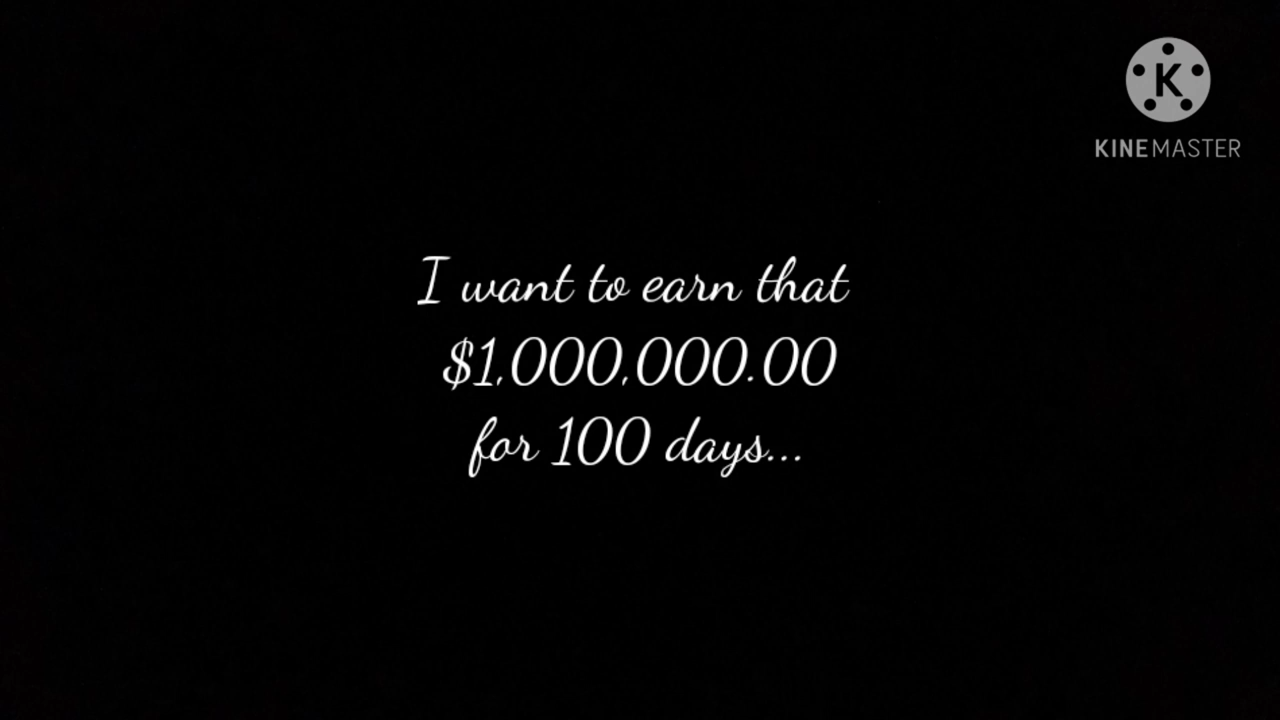 K
KINEMASTER
I want to earn that
$1,000,000.00
for 100 days...